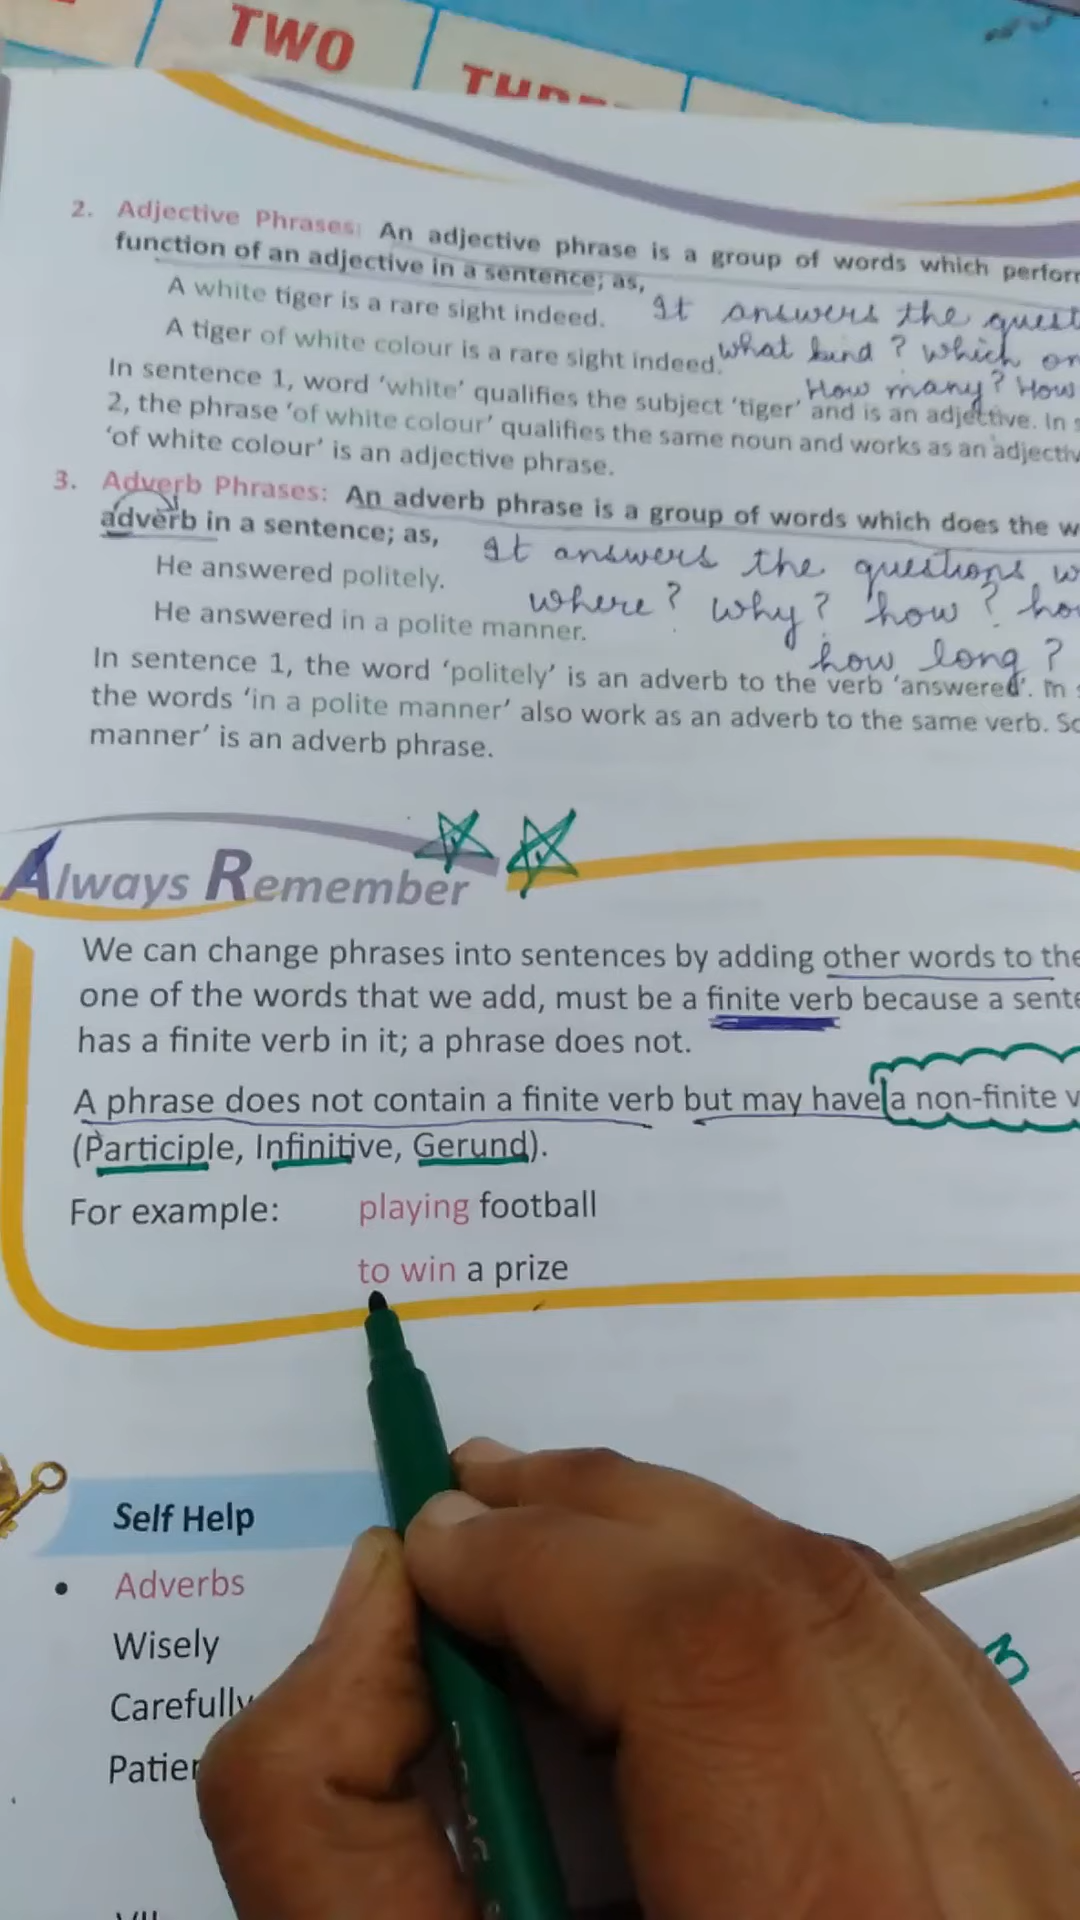 TWO
2. Adjective Phrases: An adjective phrase is a group of words which perform
function of an adjective in a sentence; as,
A white tiger is a rare sight indeed.
It answers the quest
A tiger of white colour is a rare sight indeed.
what kind? which on
How many? How
In sentence 1, word ‘white’ qualifies the subject ‘tiger’ and is an adjective. In s
2, the phrase ‘of white colour’ qualifies the same noun and works as an adjectiv
‘of white colour’ is an adjective phrase.
3. Adverb Phrases: An adverb phrase is a group of words which does the w
adverb in a sentence; as,
It answers the questions w
He answered politely.
where? why? how? ho
He answered in a polite manner.
how long?
In sentence 1, the word ‘politely’ is an adverb to the verb ‘answered’. In s
the words ‘in a polite manner’ also work as an adverb to the same verb. So
manner’ is an adverb phrase.
Always Remember
We can change phrases into sentences by adding other words to the
one of the words that we add, must be a finite verb because a sente
has a finite verb in it; a phrase does not.
A phrase does not contain a finite verb but may have a non-finite v
(Participle, Infinitive, Gerund).
For example: playing football
to win a prize
Self Help
• Adverbs
Wisely
Carefully
Patien
3